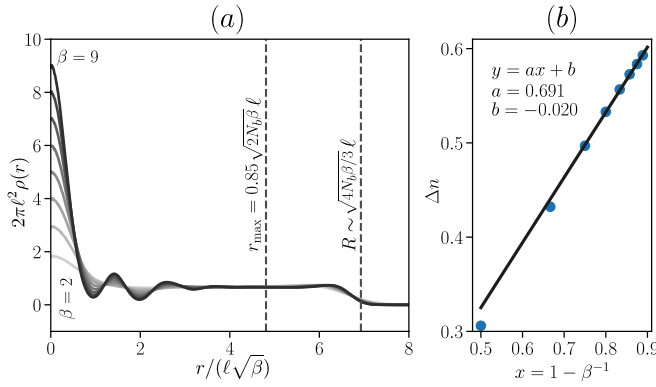 (a)
10
8
6
4
2
0
2πℓ²ρ(r)
β = 9
β = 2
r_max = 0.85√(2N_bβ) ℓ
R ~ √(4N_bβ/3) ℓ
0 2 4 6 8
r/(ℓ√β)
(b)
0.6
0.5
0.4
0.3
Δn
y = ax + b
a = 0.691
b = −0.020
0.5 0.6 0.7 0.8 0.9
x = 1 − β⁻¹